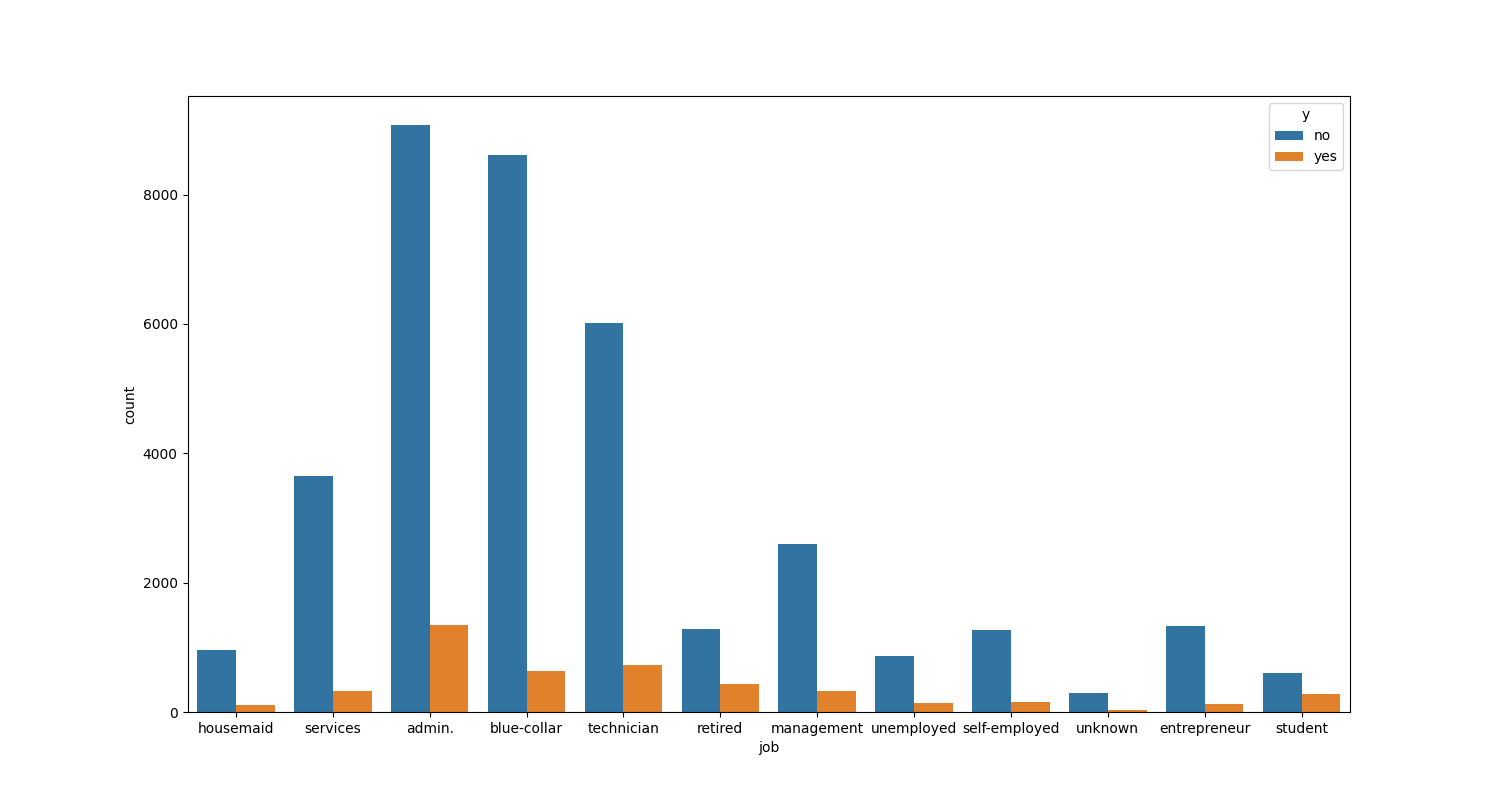 y
no
yes
8000
6000
4000
2000
0
count
housemaid services admin. blue-collar technician retired management unemployed self-employed unknown entrepreneur student
job